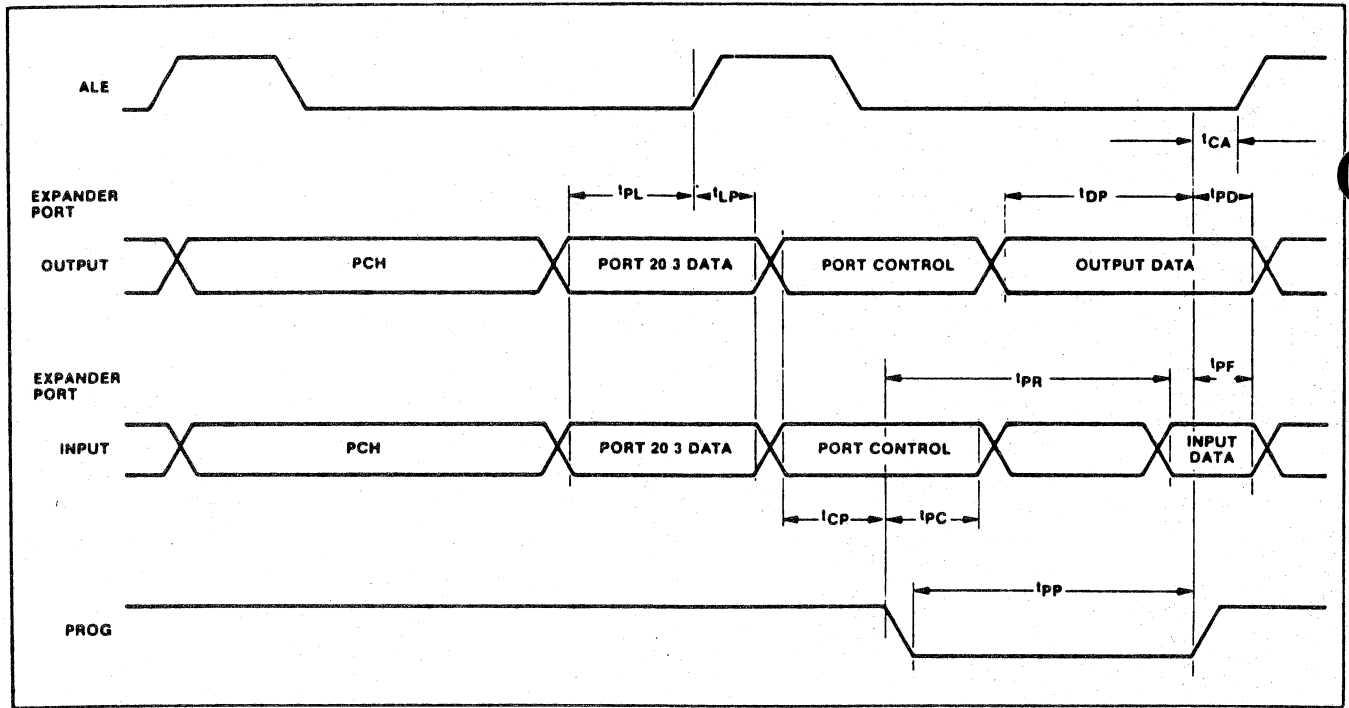 ALE
tCA
EXPANDER
PORT
tPL
tLP
tDP
tPD
OUTPUT
PCH
PORT 20 3 DATA
PORT CONTROL
OUTPUT DATA
EXPANDER
PORT
tPR
tPF
INPUT
PCH
PORT 20 3 DATA
PORT CONTROL
INPUT
DATA
tCP
tPC
tPP
PROG